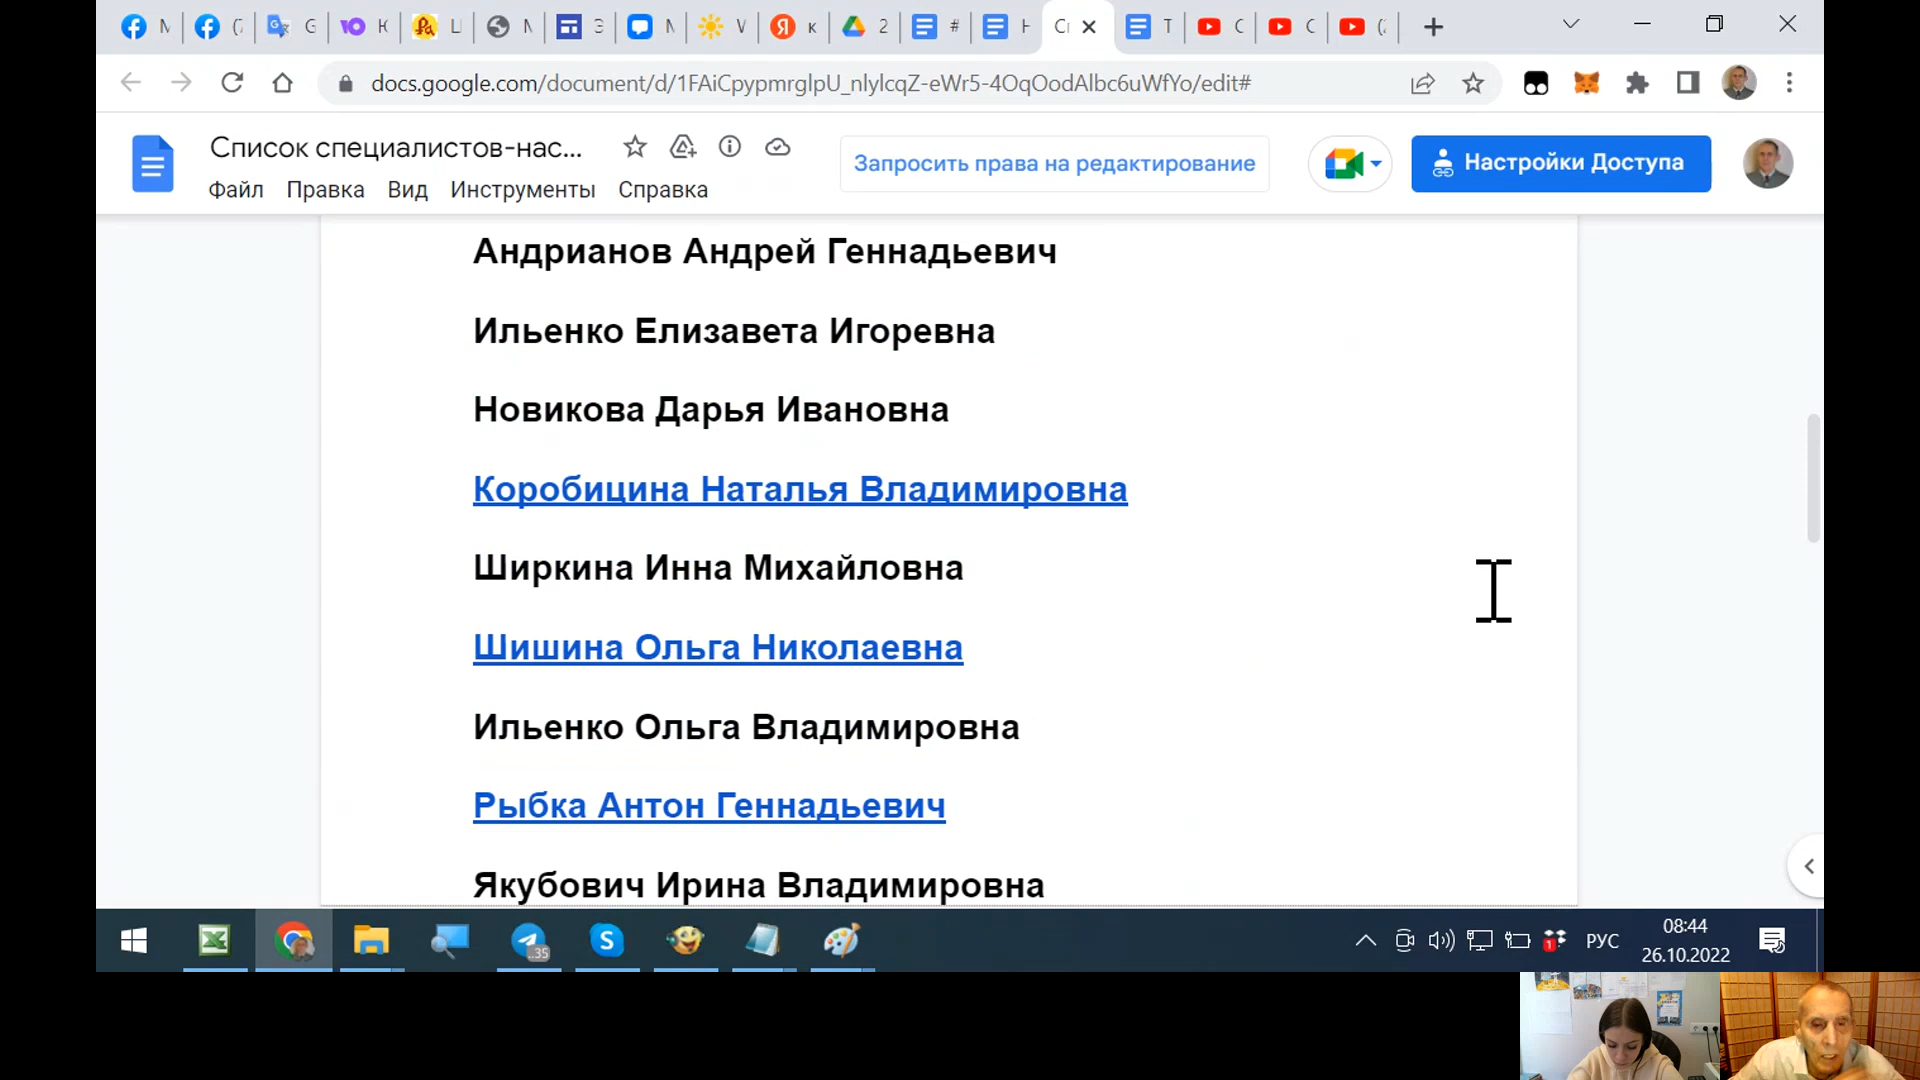 docs.google.com/document/d/1FAiCpypmrglpU_nlylcqZ-eWr5-4OqOodAlbc6uWfYo/edit#
Список специалистов-нас...
Файл Правка Вид Инструменты Справка
Запросить права на редактирование
Настройки Доступа
Андрианов Андрей Геннадьевич
Ильенко Елизавета Игоревна
Новикова Дарья Ивановна
Коробицина Наталья Владимировна
Ширкина Инна Михайловна
Шишина Ольга Николаевна
Ильенко Ольга Владимировна
Рыбка Антон Геннадьевич
Якубович Ирина Владимировна
..35
1
РУС
08:44
26.10.2022